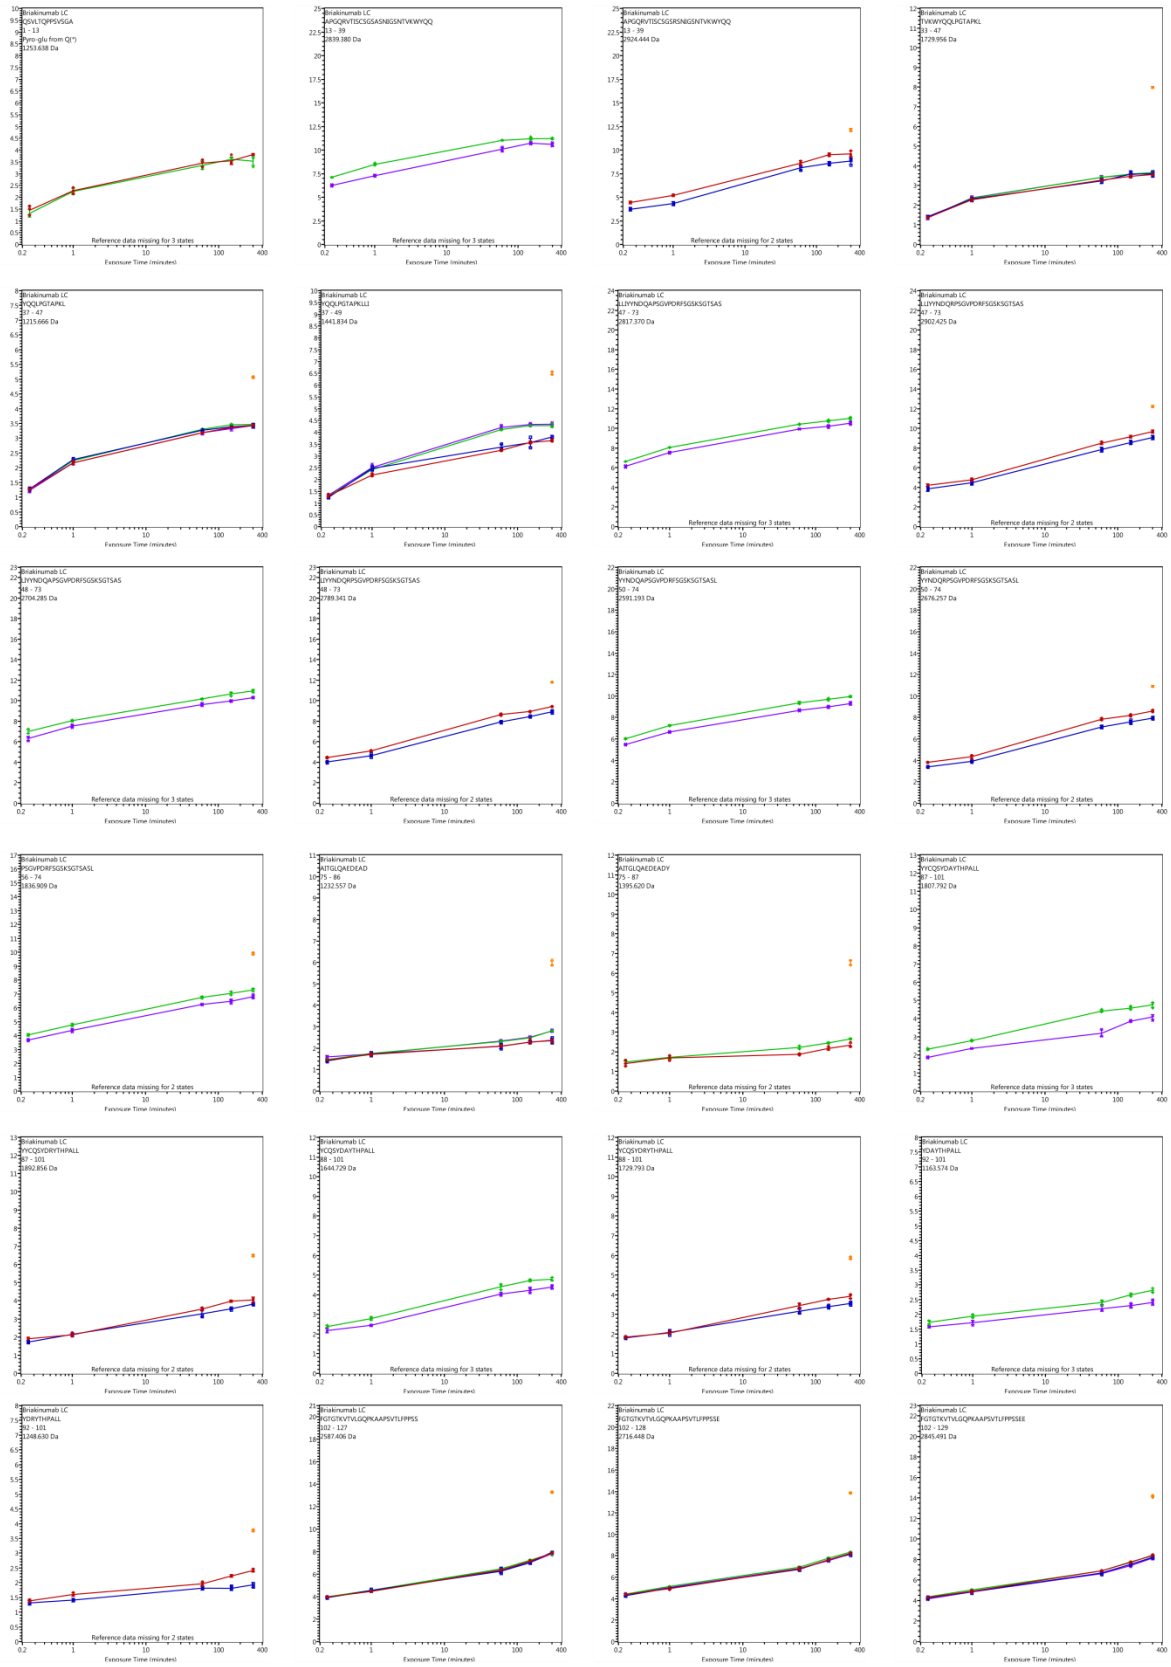 Briakinumab LC
QSVLTQPPSVSGA
1 - 13
Pyro-glu from Q(*)
1253.638 Da
Reference data missing for 3 states
Exposure Time (minutes)
Briakinumab LC
APGQRVTISCSGSASNIGSNTVKWYQQ
13 - 39
2839.380 Da
Reference data missing for 3 states
Exposure Time (minutes)
Briakinumab LC
APGQRVTISCSGSRSNIGSNTVKWYQQ
13 - 39
2924.444 Da
Reference data missing for 2 states
Exposure Time (minutes)
Briakinumab LC
TVKWYQQLPGTAPKL
33 - 47
1729.956 Da
Exposure Time (minutes)
Briakinumab LC
YQQLPGTAPKL
37 - 47
1215.666 Da
Exposure Time (minutes)
Briakinumab LC
YQQLPGTAPKLLI
37 - 49
1441.834 Da
Exposure Time (minutes)
Briakinumab LC
LLIYYNDQAPSGVPDRFSGSKSGTSAS
47 - 73
2817.370 Da
Reference data missing for 3 states
Exposure Time (minutes)
Briakinumab LC
LLIYYNDQRPSGVPDRFSGSKSGTSAS
47 - 73
2902.425 Da
Reference data missing for 2 states
Exposure Time (minutes)
Briakinumab LC
LIYYNDQAPSGVPDRFSGSKSGTSAS
48 - 73
2704.285 Da
Reference data missing for 3 states
Exposure Time (minutes)
Briakinumab LC
LIYYNDQRPSGVPDRFSGSKSGTSAS
48 - 73
2789.341 Da
Reference data missing for 2 states
Exposure Time (minutes)
Briakinumab LC
YYNDQAPSGVPDRFSGSKSGTSASL
50 - 74
2591.193 Da
Reference data missing for 3 states
Exposure Time (minutes)
Briakinumab LC
YYNDQRPSGVPDRFSGSKSGTSASL
50 - 74
2676.257 Da
Reference data missing for 2 states
Exposure Time (minutes)
Briakinumab LC
PSGVPDRFSGSKSGTSASL
56 - 74
1836.909 Da
Reference data missing for 2 states
Exposure Time (minutes)
Briakinumab LC
AITGLQAEDEAD
75 - 86
1232.557 Da
Exposure Time (minutes)
Briakinumab LC
AITGLQAEDEADY
75 - 87
1395.620 Da
Reference data missing for 2 states
Exposure Time (minutes)
Briakinumab LC
YYCQSYDAYTHPALL
87 - 101
1807.792 Da
Reference data missing for 3 states
Exposure Time (minutes)
Briakinumab LC
YYCQSYDRYTHPALL
87 - 101
1892.856 Da
Reference data missing for 2 states
Exposure Time (minutes)
Briakinumab LC
YCQSYDAYTHPALL
88 - 101
1644.729 Da
Reference data missing for 3 states
Exposure Time (minutes)
Briakinumab LC
YCQSYDRYTHPALL
88 - 101
1729.793 Da
Reference data missing for 2 states
Exposure Time (minutes)
Briakinumab LC
YDAYTHPALL
92 - 101
1163.574 Da
Reference data missing for 3 states
Exposure Time (minutes)
Briakinumab LC
YDRYTHPALL
92 - 101
1248.630 Da
Reference data missing for 2 states
Exposure Time (minutes)
Briakinumab LC
FGTGTKVTVLGQPKAAPSVTLFPPSS
102 - 127
2587.406 Da
Exposure Time (minutes)
Briakinumab LC
FGTGTKVTVLGQPKAAPSVTLFPPSSE
102 - 128
2716.448 Da
Exposure Time (minutes)
Briakinumab LC
FGTGTKVTVLGQPKAAPSVTLFPPSSEE
102 - 129
2845.491 Da
Exposure Time (minutes)